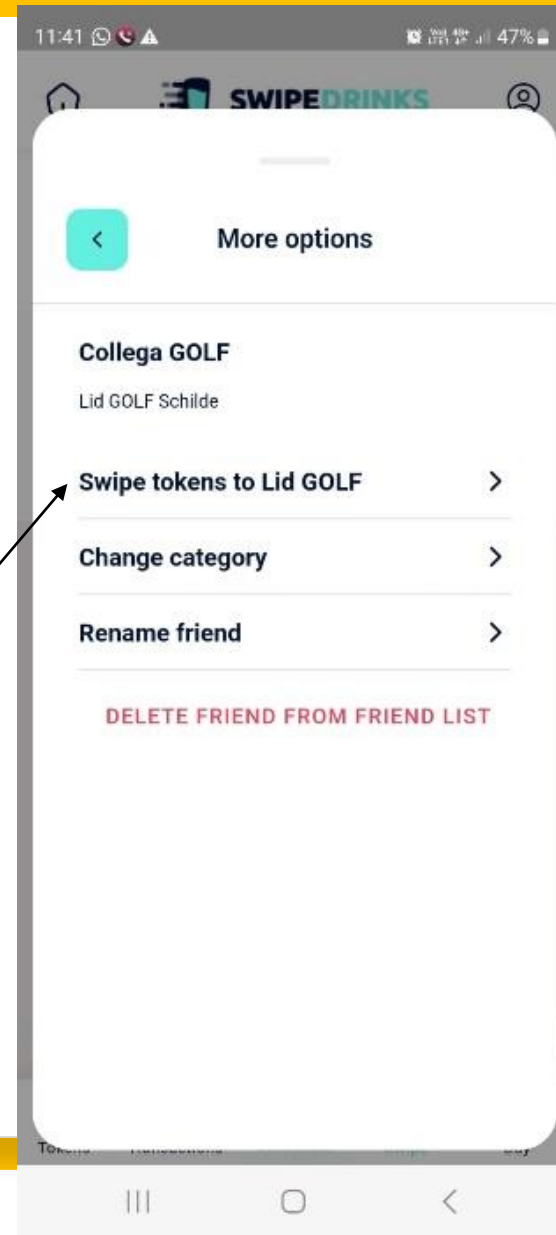 11:41 47%
SWIPEDRINKS
More options
Collega GOLF
Lid GOLF Schilde
Swipe tokens to Lid GOLF
Change category
Rename friend
DELETE FRIEND FROM FRIEND LIST